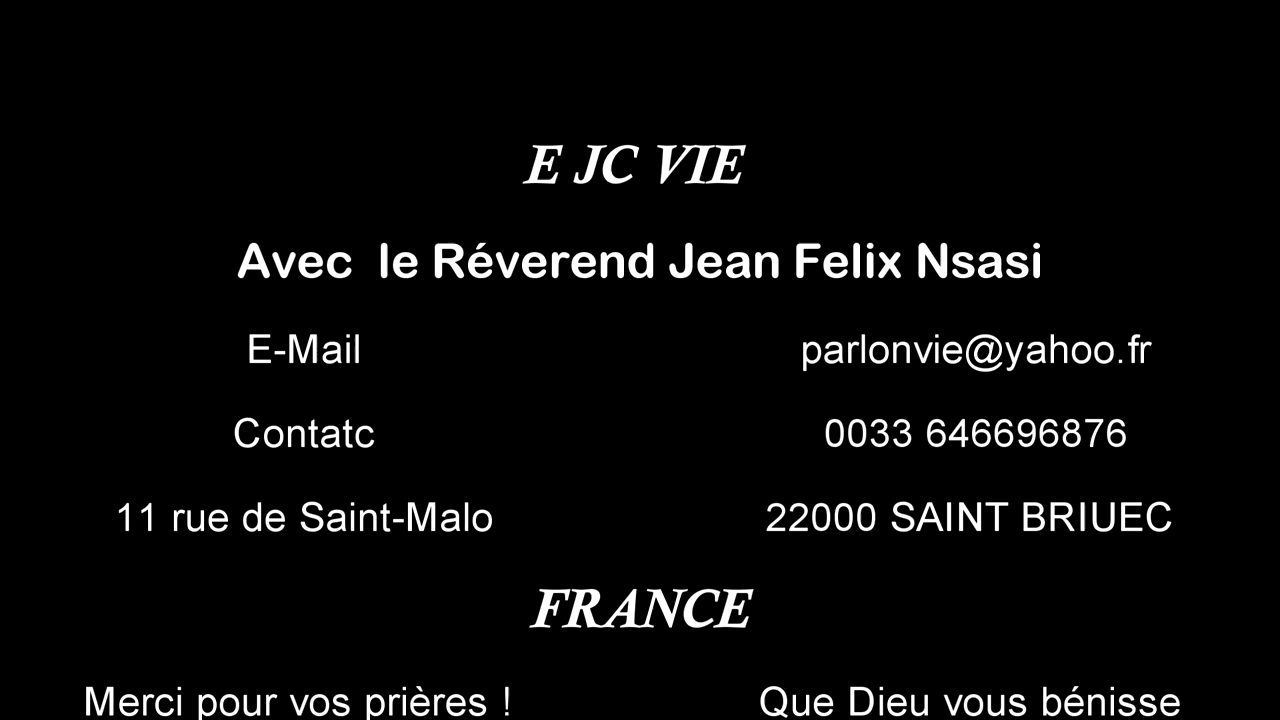 E JC VIE
Avec le Réverend Jean Felix Nsasi
E-Mail parlonvie@yahoo.fr
Contatc 0033 646696876
11 rue de Saint-Malo 22000 SAINT BRIUEC
FRANCE
Merci pour vos prières ! Que Dieu vous bénisse